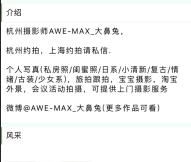 介绍
杭州摄影师AWE-MAX_大鼻兔,
杭州约拍，上海约拍请私信.
个人写真(私房照/闺蜜照/日系/小清新/复古/情
绪/古装/少女系)，旅拍跟拍，宝宝摄影，淘宝
外景，会议活动拍摄，可提供上门摄影服务
微博@AWE-MAX_大鼻兔(更多作品可看)
风采